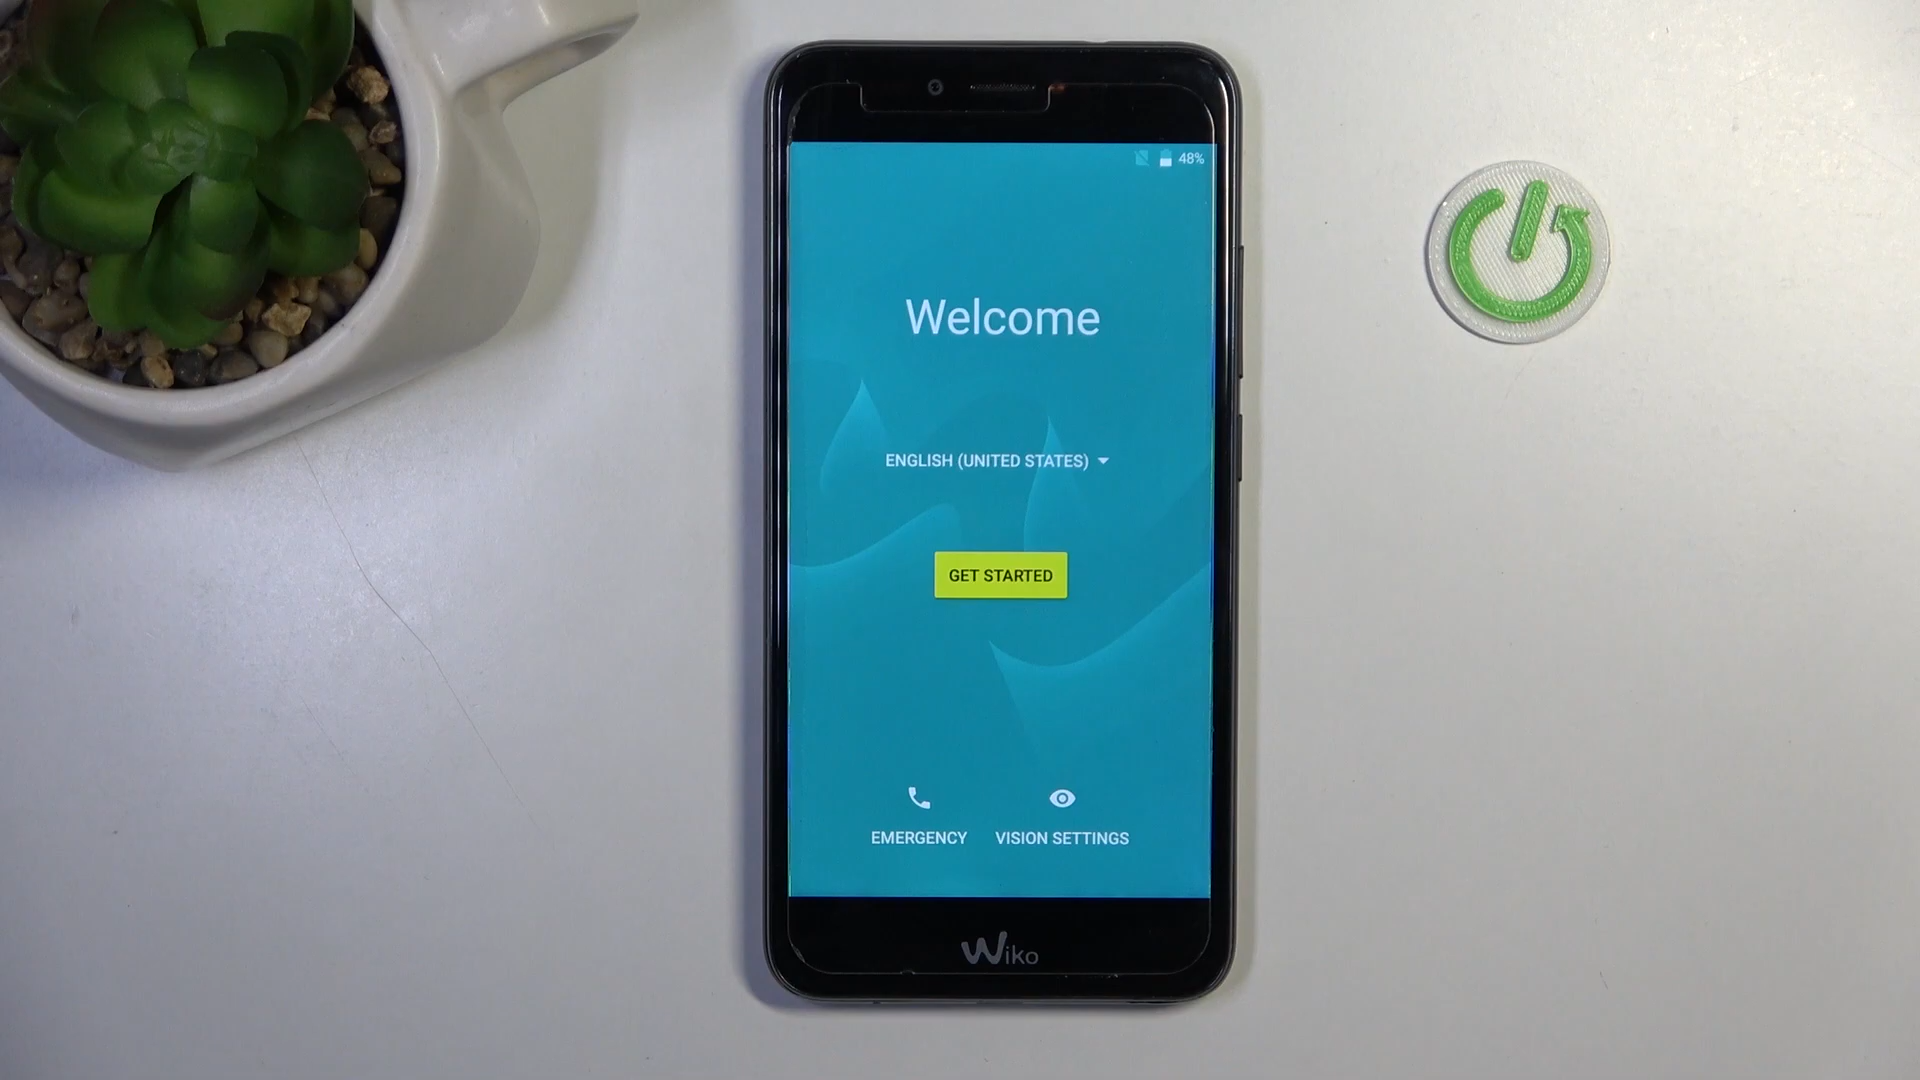 48%
Welcome
ENGLISH (UNITED STATES)
GET STARTED
EMERGENCY VISION SETTINGS
Wiko